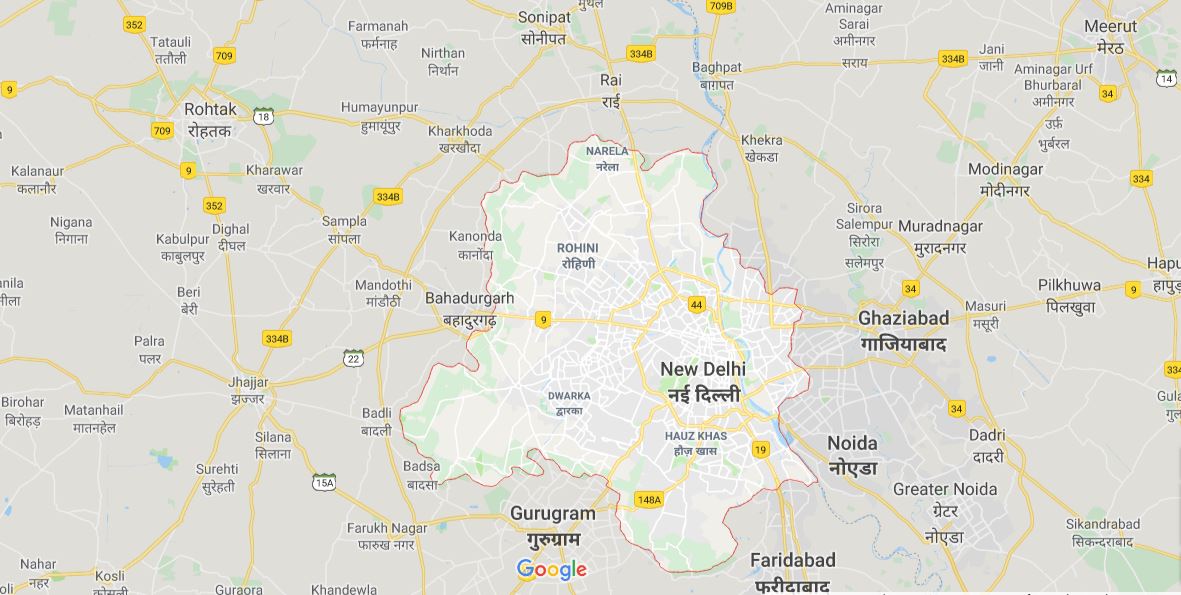 Sonipat
सोनीपत
709B
352
Farmanah
फर्मनाह
Aminagar
Sarai
अमीनगर
सराय
Meerut
मेरठ
Tatauli
ततौली
709
Nirthan
निर्थान
334B
Baghpat
बाग़पत
334B
Jani
जानी
Aminagar Urf
Bhurbaral
अमीनगर
उर्फ़
भुर्बरल
14
34
9
Rai
राई
Rohtak
रोहतक
18
709
Humayunpur
हुमायूंपुर
Kharkhoda
खरखौदा
Khekra
खेकडा
NARELA
नरेला
Kalanaur
कलानौर
9
Kharawar
खरवार
Modinagar
मोदीनगर
334
352
334B
Nigana
निगाना
Kabulpur
काबुलपुर
Dighal
दीघल
Sampla
सांपला
Kanonda
कानोंदा
ROHINI
रोहिणी
Sirora
Salempur
सिरोरा
सलेमपुर
Muradnagar
मुरादनगर
Beri
बेरी
Mandothi
मांडौठी
Bahadurgarh
बहादुरगढ़
9
44
34
Ghaziabad
गाजियाबाद
Masuri
मसूरी
Pilkhuwa
पिलखुवा
9
Palra
पलर
334B
22
Jhajjar
झज्जर
New Delhi
नई दिल्ली
DWARKA
द्वारका
Birohar
बिरोहड़
Matanhail
मातनहेल
Badli
बादली
34
HAUZ KHAS
हौज़ खास
19
Silana
सिलाना
Noida
नोएडा
Dadri
दादरी
Surehti
सुरेहती
15A
Badsa
बादसा
148A
Greater Noida
ग्रेटर
नोएडा
Gurugram
गुरुग्राम
Farukh Nagar
फारुख नगर
Sikandrabad
सिकन्दराबाद
Faridabad
फरीदाबाद
Google
Nahar
नहर
Kosli
कोसली
Guraora
Khandewla